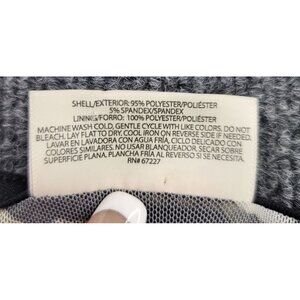 SHELL/EXTERIOR: 95% POLYESTER/POLIÉSTER
5% SPANDEX/SPANDEX
LINING/FORRO: 100% POLYESTER/POLIÉSTER
MACHINE WASH COLD, GENTLE CYCLE WITH LIKE COLORS. DO NOT
BLEACH. LAY FLAT TO DRY. COOL IRON ON REVERSE SIDE IF NEEDED.
LAVAR EN LAVADORA CON AGUA FRÍA, CICLO DELICADO CON
COLORES SIMILARES. NO USAR BLANQUEADOR. SECAR SOBRE
SUPERFICIE PLANA. PLANCHA FRÍA AL REVERSO SI SE NECESITA.
RN# 67227